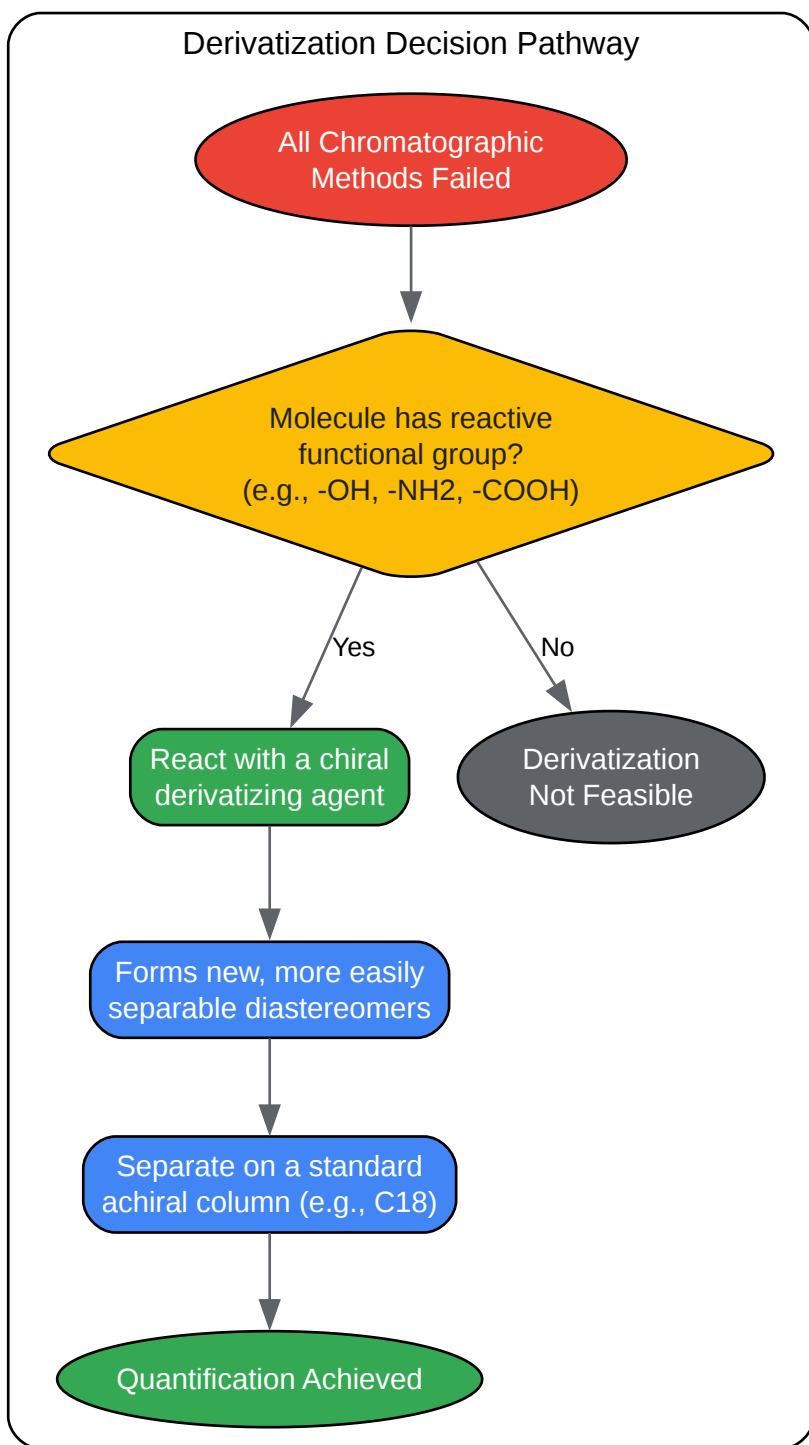 Derivatization Decision Pathway
All Chromatographic
Methods Failed
Molecule has reactive
functional group?
(e.g., -OH, -NH2, -COOH)
Yes
No
React with a chiral
derivatizing agent
Derivatization
Not Feasible
Forms new, more easily
separable diastereomers
Separate on a standard
achiral column (e.g., C18)
Quantification Achieved